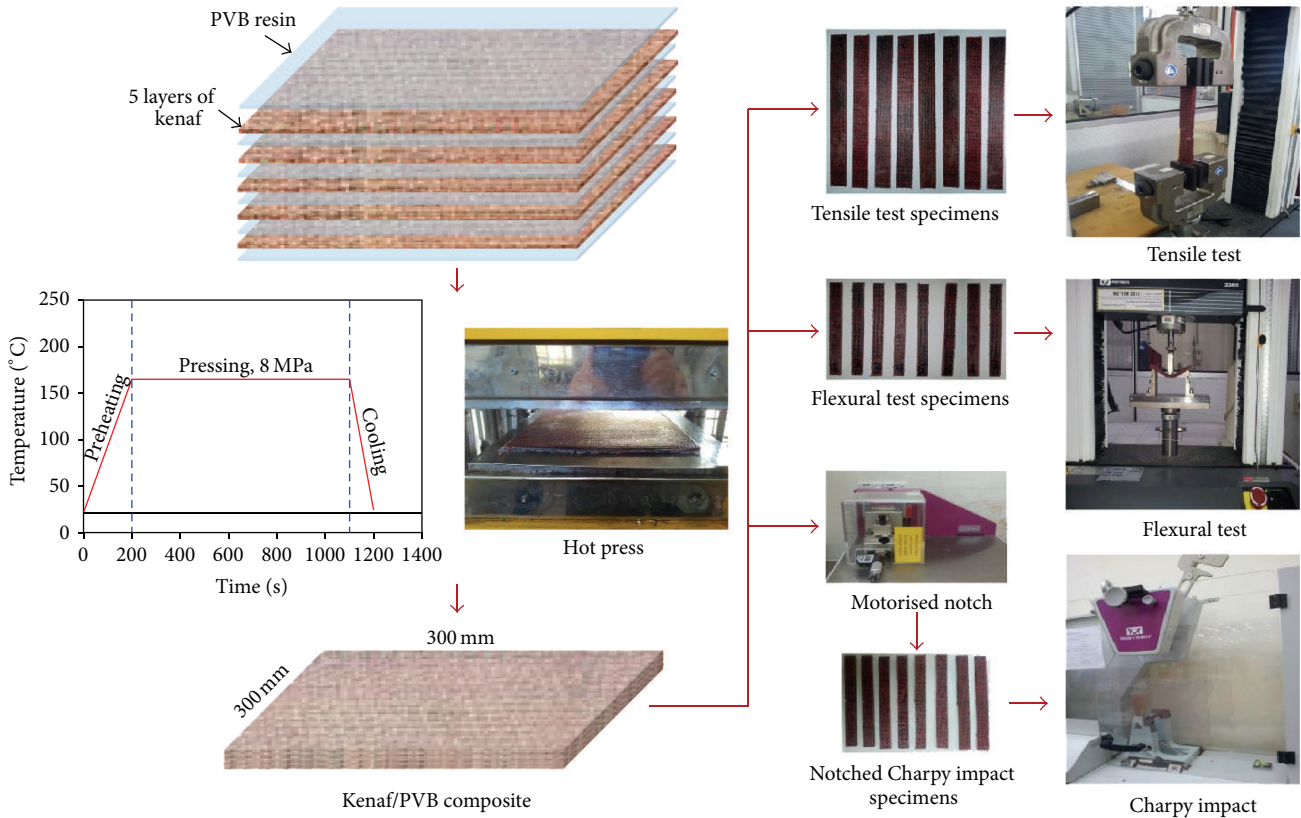 PVB resin
5 layers of
kenaf
Temperature (°C)
250
200
150
100
50
0
Preheating
Pressing, 8 MPa
Cooling
0 200 400 600 800 1000 1200 1400
Time (s)
Hot press
300 mm
300 mm
Kenaf/PVB composite
Tensile test specimens
Tensile test
Flexural test specimens
Flexural test
Motorised notch
Notched Charpy impact
specimens
Charpy impact